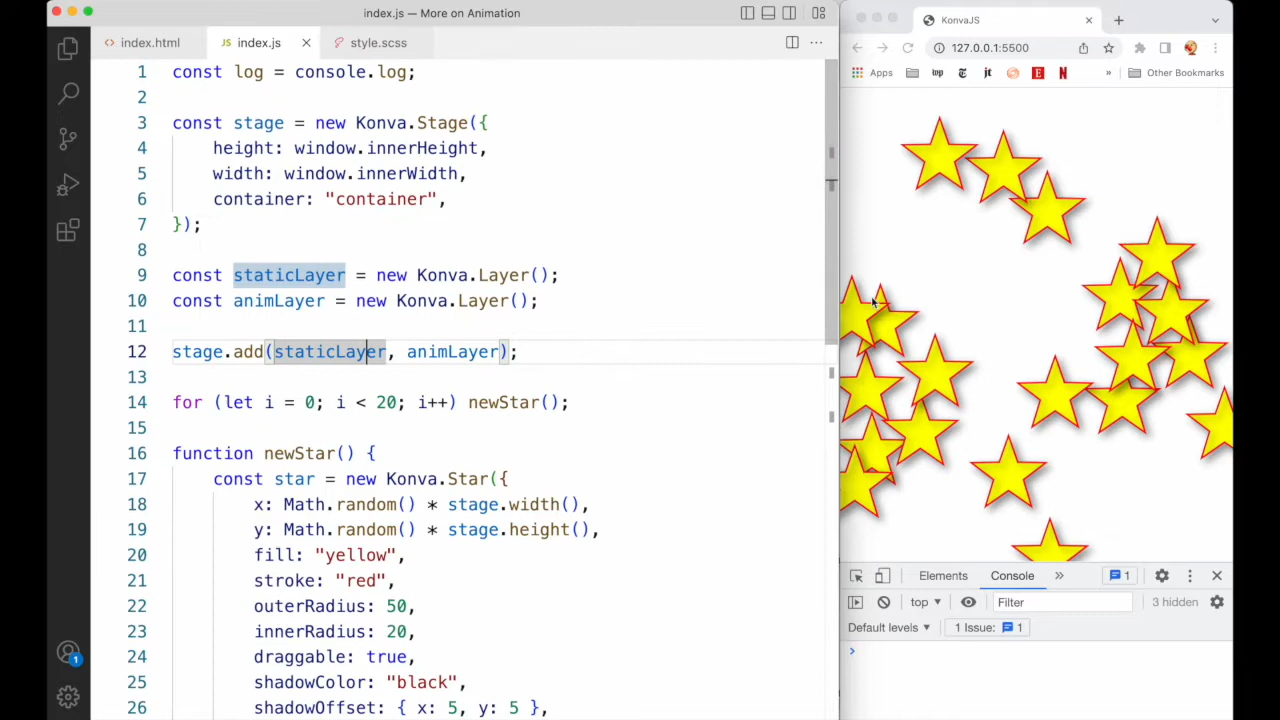 index.js — More on Animation
index.html
JS index.js
style.scss
1 const log = console.log;
2
3 const stage = new Konva.Stage({
4 height: window.innerHeight,
5 width: window.innerWidth,
6 container: "container",
7 });
8
9 const staticLayer = new Konva.Layer();
10 const animLayer = new Konva.Layer();
11
12 stage.add(staticLayer, animLayer);
13
14 for (let i = 0; i < 20; i++) newStar();
15
16 function newStar() {
17 const star = new Konva.Star({
18 x: Math.random() * stage.width(),
19 y: Math.random() * stage.height(),
20 fill: "yellow",
21 stroke: "red",
22 outerRadius: 50,
23 innerRadius: 20,
24 draggable: true,
25 shadowColor: "black",
26 shadowOffset: { x: 5, y: 5 },
1
KonvaJS
127.0.0.1:5500
Apps
wp
jt
E
N
»
Other Bookmarks
Elements
Console
»
1
top
Filter
3 hidden
Default levels
1 Issue: 1